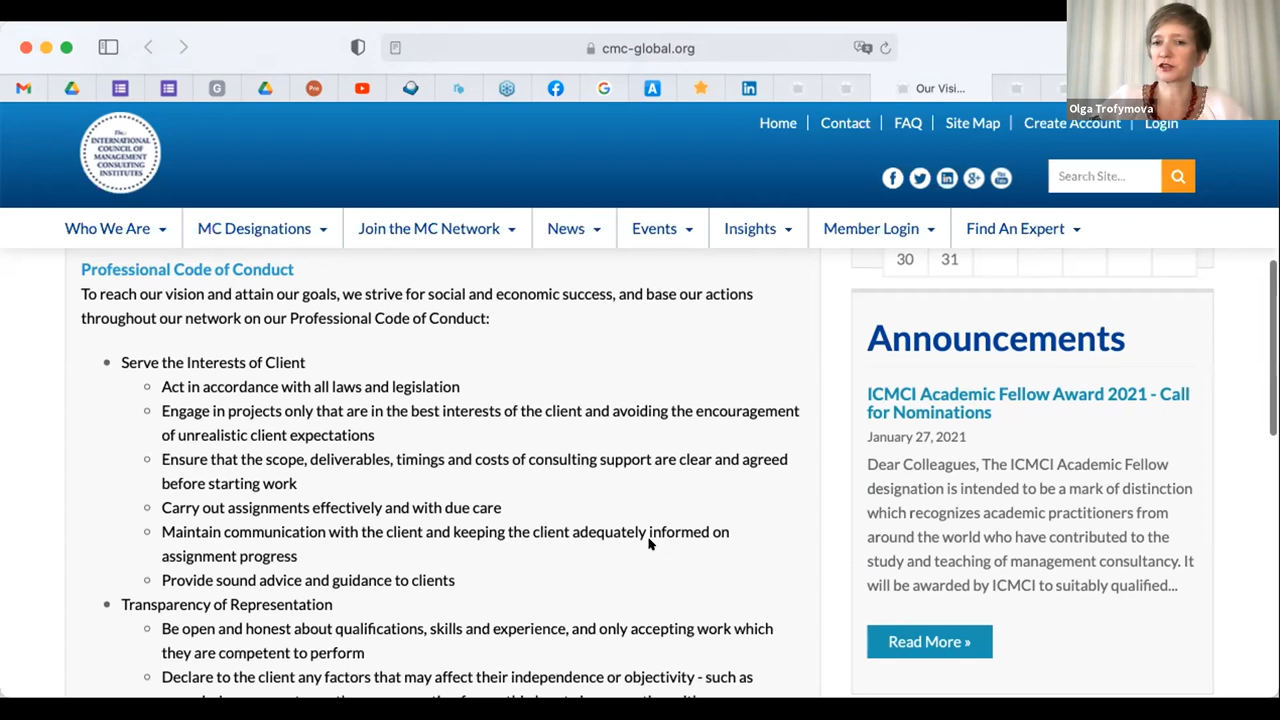 cmc-global.org
Our Visi...
Olga Trofymova
The
INTERNATIONAL
COUNCIL OF
MANAGEMENT
CONSULTING
INSTITUTES
Home
Contact
FAQ
Site Map
Create Account
Login
Search Site...
Who We Are
MC Designations
Join the MC Network
News
Events
Insights
Member Login
Find An Expert
Professional Code of Conduct
To reach our vision and attain our goals, we strive for social and economic success, and base our actions
throughout our network on our Professional Code of Conduct:
Serve the Interests of Client
Act in accordance with all laws and legislation
Engage in projects only that are in the best interests of the client and avoiding the encouragement
of unrealistic client expectations
Ensure that the scope, deliverables, timings and costs of consulting support are clear and agreed
before starting work
Carry out assignments effectively and with due care
Maintain communication with the client and keeping the client adequately informed on
assignment progress
Provide sound advice and guidance to clients
Transparency of Representation
Be open and honest about qualifications, skills and experience, and only accepting work which
they are competent to perform
Declare to the client any factors that may affect their independence or objectivity - such as
30 31
Announcements
ICMCI Academic Fellow Award 2021 - Call
for Nominations
January 27, 2021
Dear Colleagues, The ICMCI Academic Fellow
designation is intended to be a mark of distinction
which recognizes academic practitioners from
around the world who have contributed to the
study and teaching of management consultancy. It
will be awarded by ICMCI to suitably qualified...
Read More »